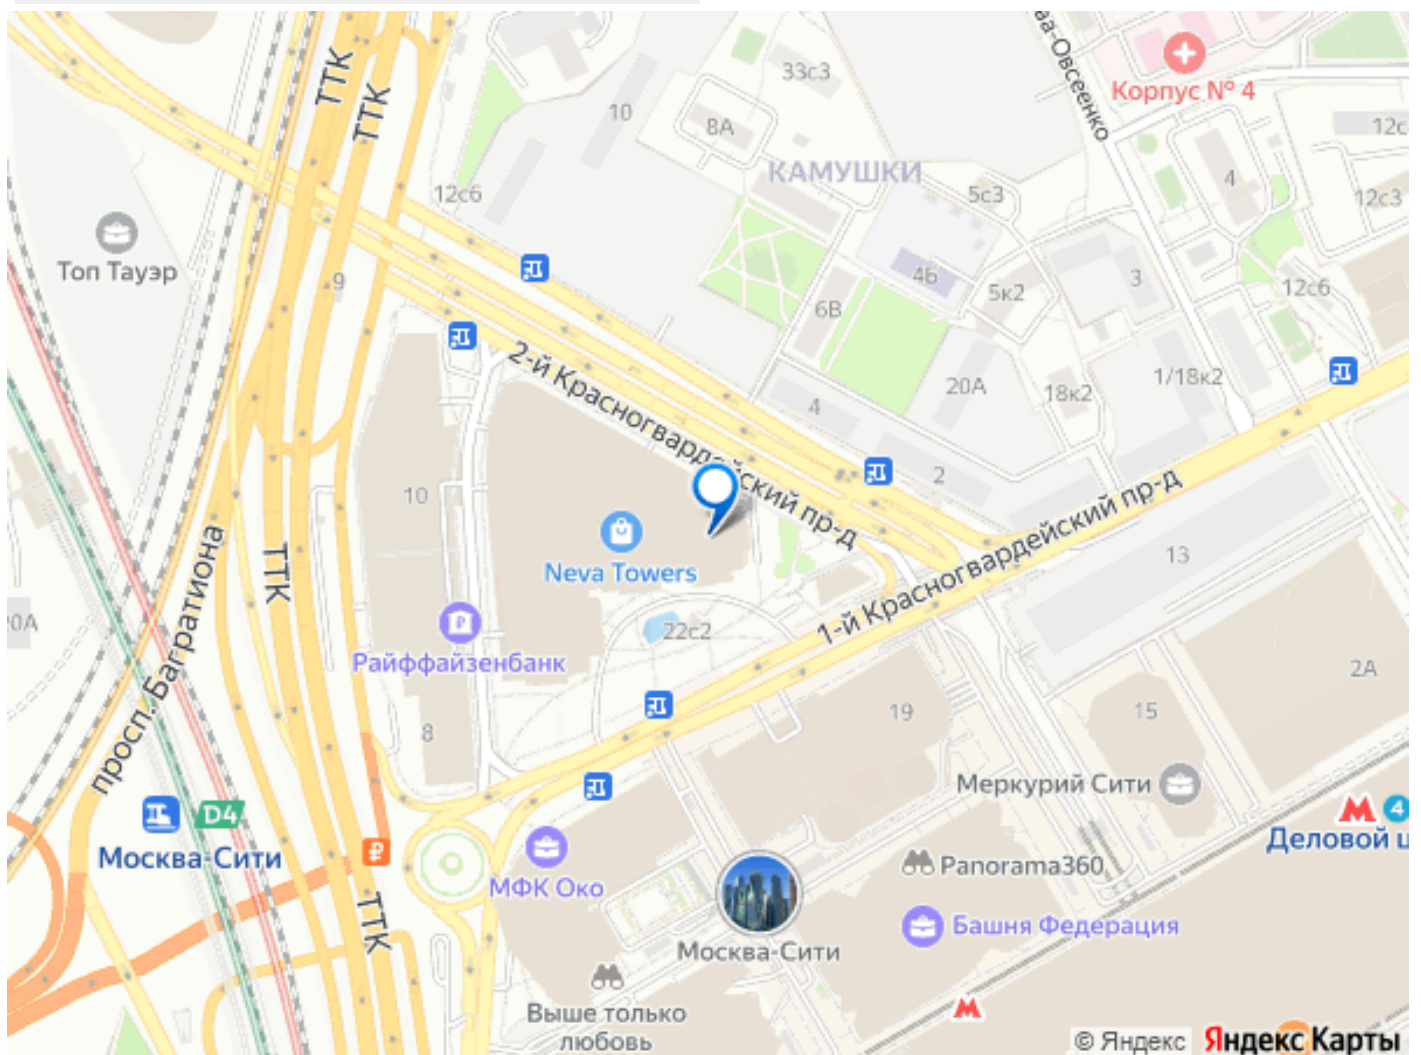 ТТК
ТТК
33с3
Корпус № 4
10
8А
12с
КАМУШКИ
12с6
5с3
4
12с3
Топ Тауэр
9
4Б
5к2
3
12с6
6В
2-й Красногвардейский пр-д
20А
18к2
1/18к2
4
2
10
Neva Towers
1-й Красногвардейский пр-д
13
ТТК
просп. Багратиона
22с2
Райффайзенбанк
2А
19
15
8
Меркурий Сити
D4
Москва-Сити
4
Деловой ц
МФК Око
Panorama360
Башня Федерация
ТТК
Москва-Сити
Выше только
любовь
© Яндекс Яндекс Карты